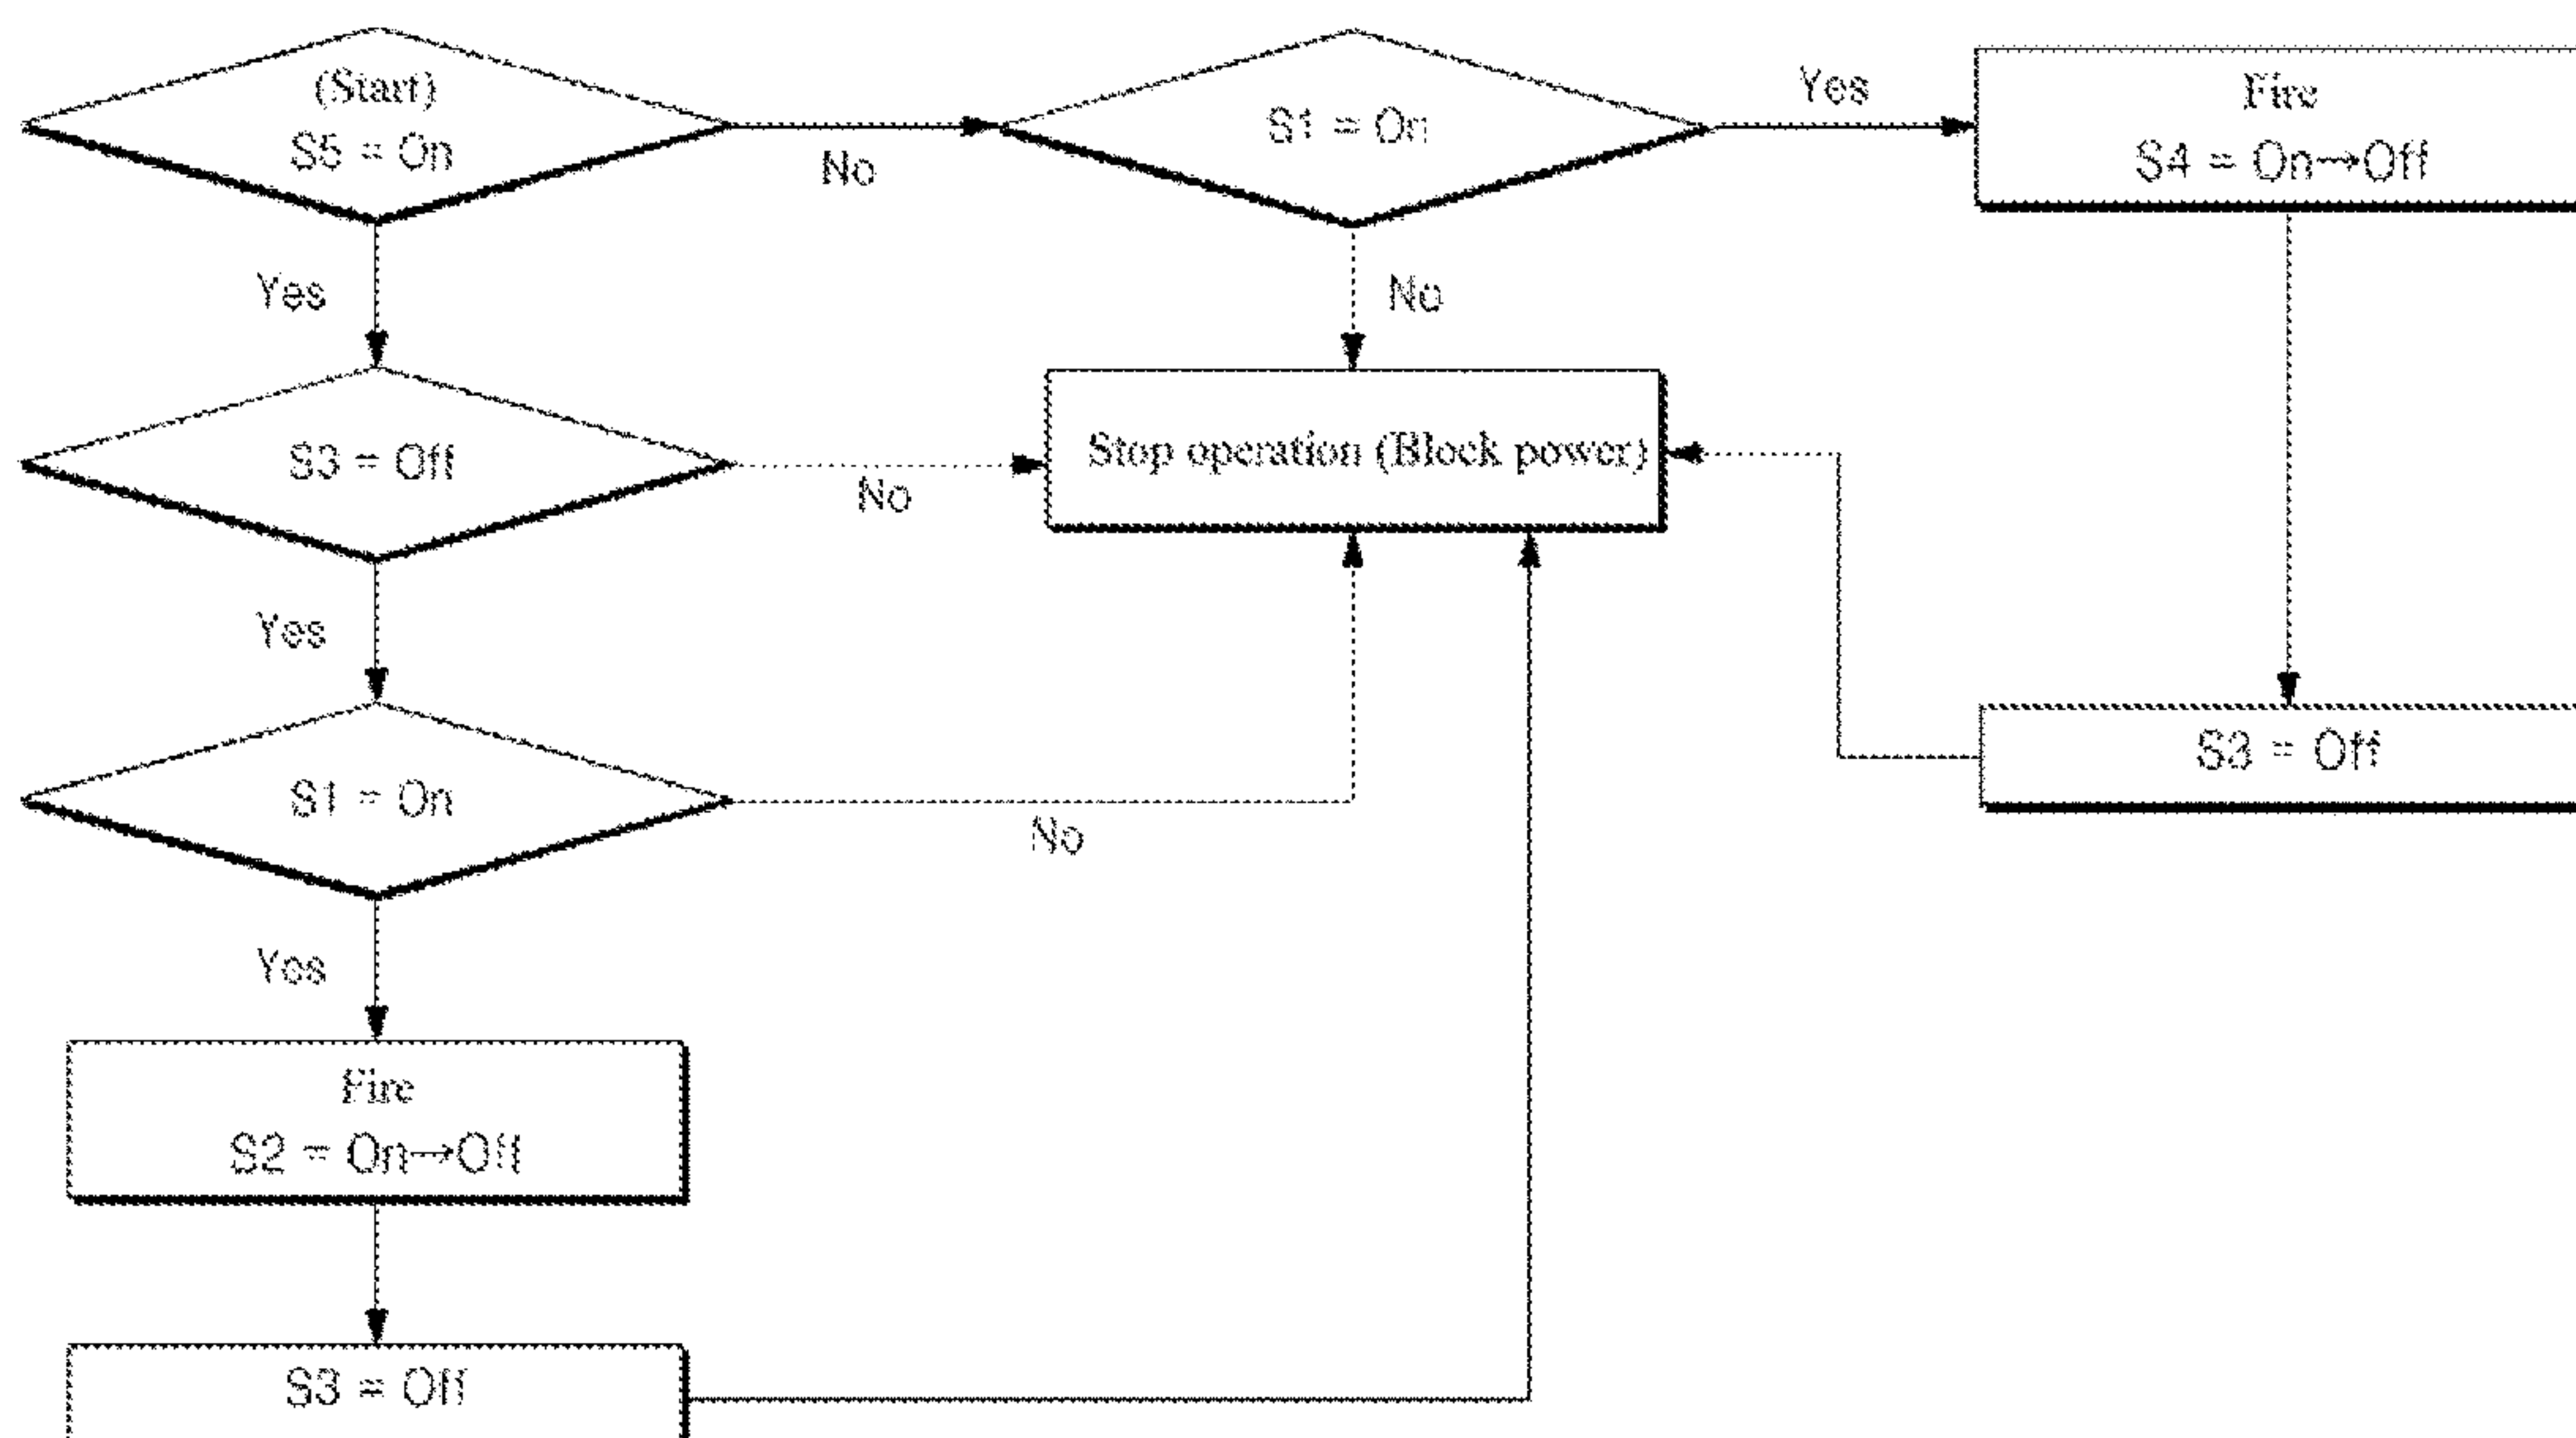 (Start)
S5 = On
No
S1 = On
Yes
Fire
S4 = On→Off
Yes
No
S3 = Off
No
Stop operation (Block power)
Yes
S1 = On
No
S3 = Off
Yes
Fire
S2 = On→Off
S3 = Off